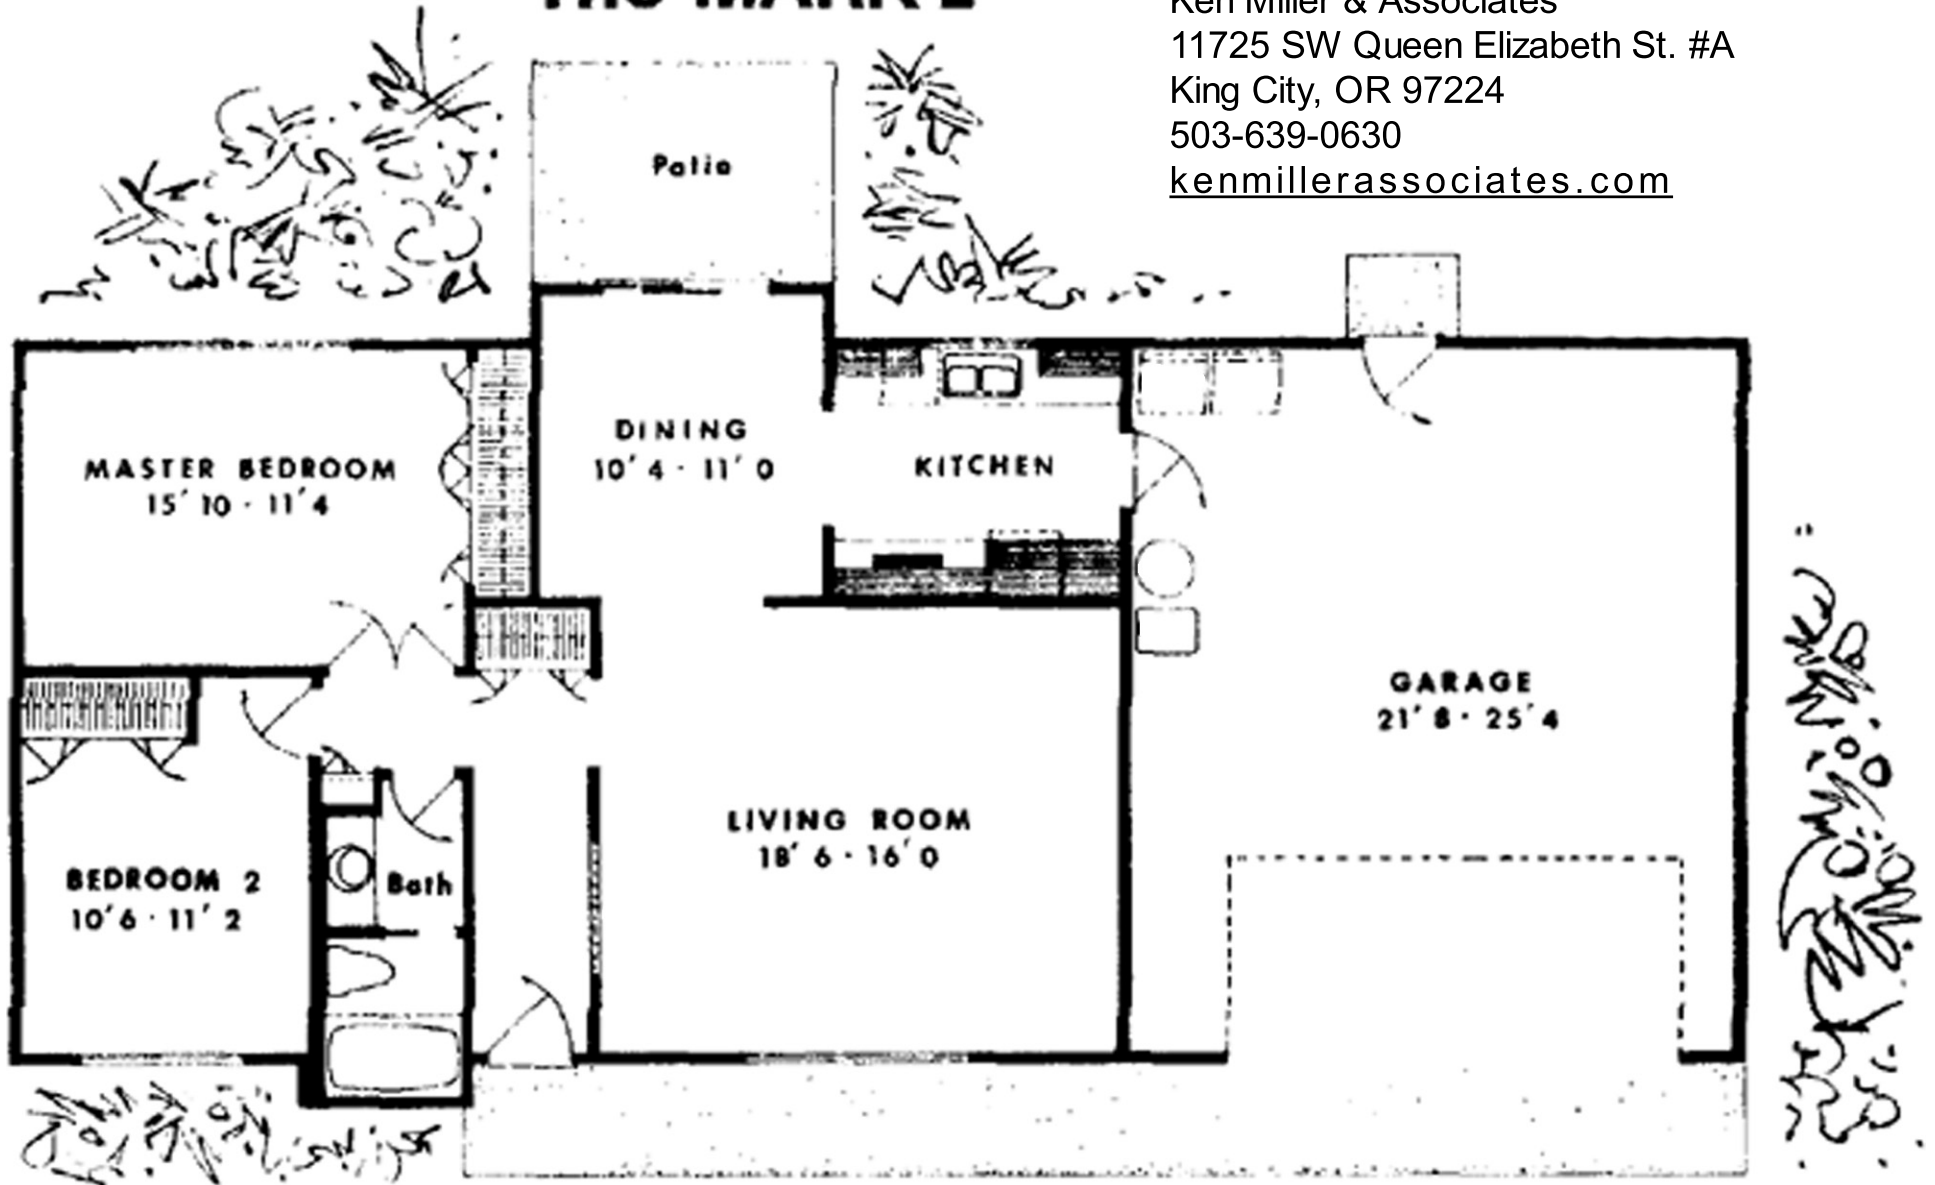 Ken Miller & Associates
11725 SW Queen Elizabeth St. #A
King City, OR 97224
503-639-0630
kenmillerassociates.com
Patio
DINING
10' 4 · 11' 0
KITCHEN
MASTER BEDROOM
15' 10 · 11' 4
GARAGE
21' 8 · 25' 4
LIVING ROOM
18' 6 · 16' 0
BEDROOM 2
10' 6 · 11' 2
Bath